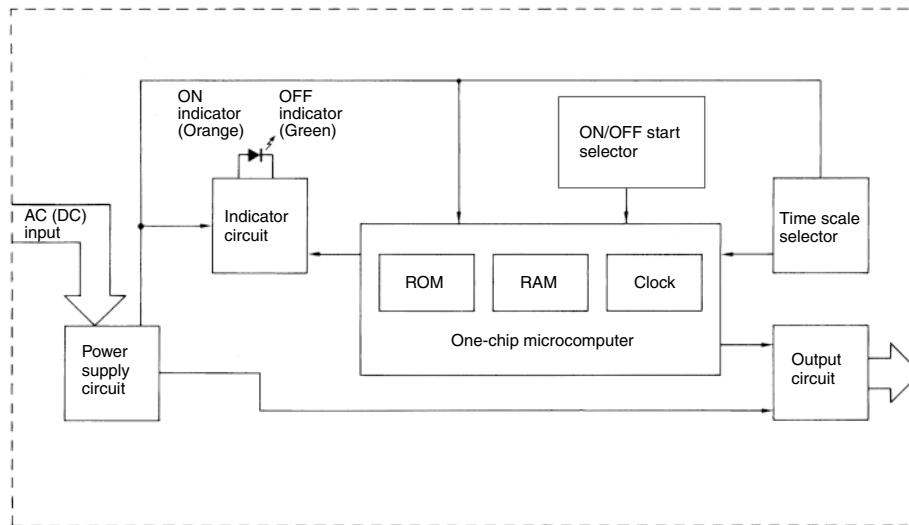 ON
indicator
(Orange)
OFF
indicator
(Green)
ON/OFF start
selector
AC (DC)
input
Indicator
circuit
Time scale
selector
ROM
RAM
Clock
One-chip microcomputer
Power
supply
circuit
Output
circuit